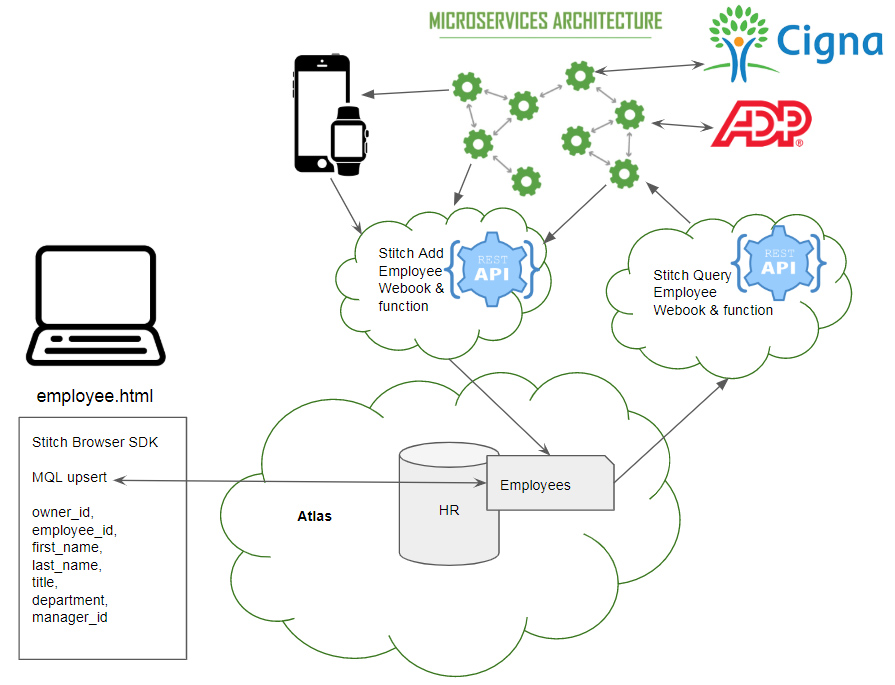 MICROSERVICES ARCHITECTURE
Cigna
ADP
®
Stitch Add
Employee
Webook &
function
{ REST API }
Stitch Query
Employee
Webook & function
{ REST API }
employee.html
Stitch Browser SDK
MQL upsert
owner_id,
employee_id,
first_name,
last_name,
title,
department,
manager_id
Atlas
HR
Employees